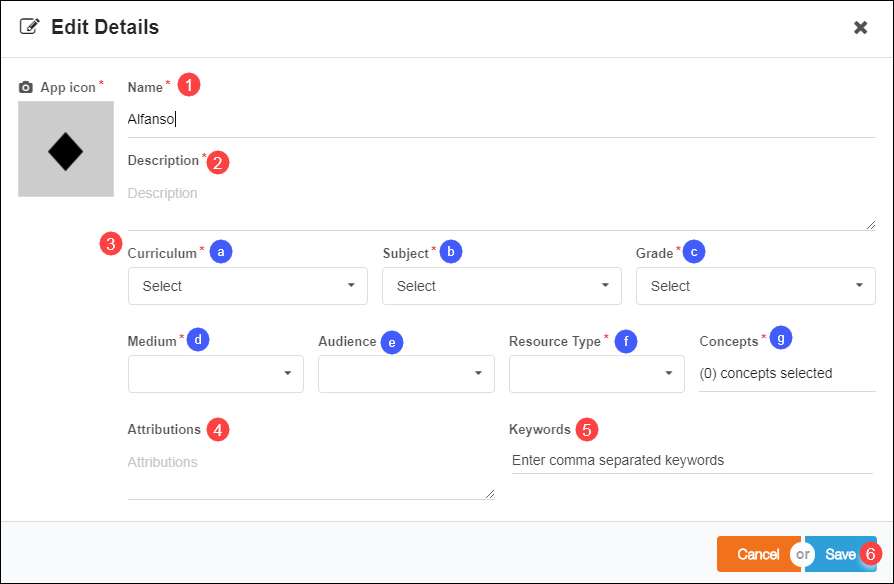 Edit Details
App icon * Name * 1
Alfanso
Description * 2
Description
3 Curriculum * a Subject * b Grade * c
Select Select Select
Medium * d Audience e Resource Type * f Concepts * g
(0) concepts selected
Attributions 4 Keywords 5
Attributions Enter comma separated keywords
Cancel or Save 6